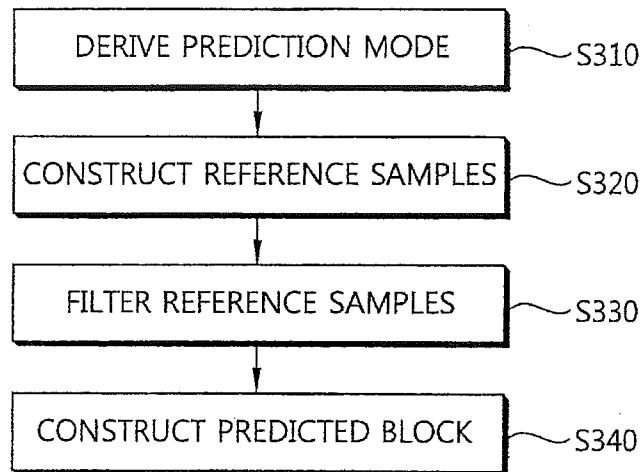 DERIVE PREDICTION MODE
S310
CONSTRUCT REFERENCE SAMPLES
S320
FILTER REFERENCE SAMPLES
S330
CONSTRUCT PREDICTED BLOCK
S340